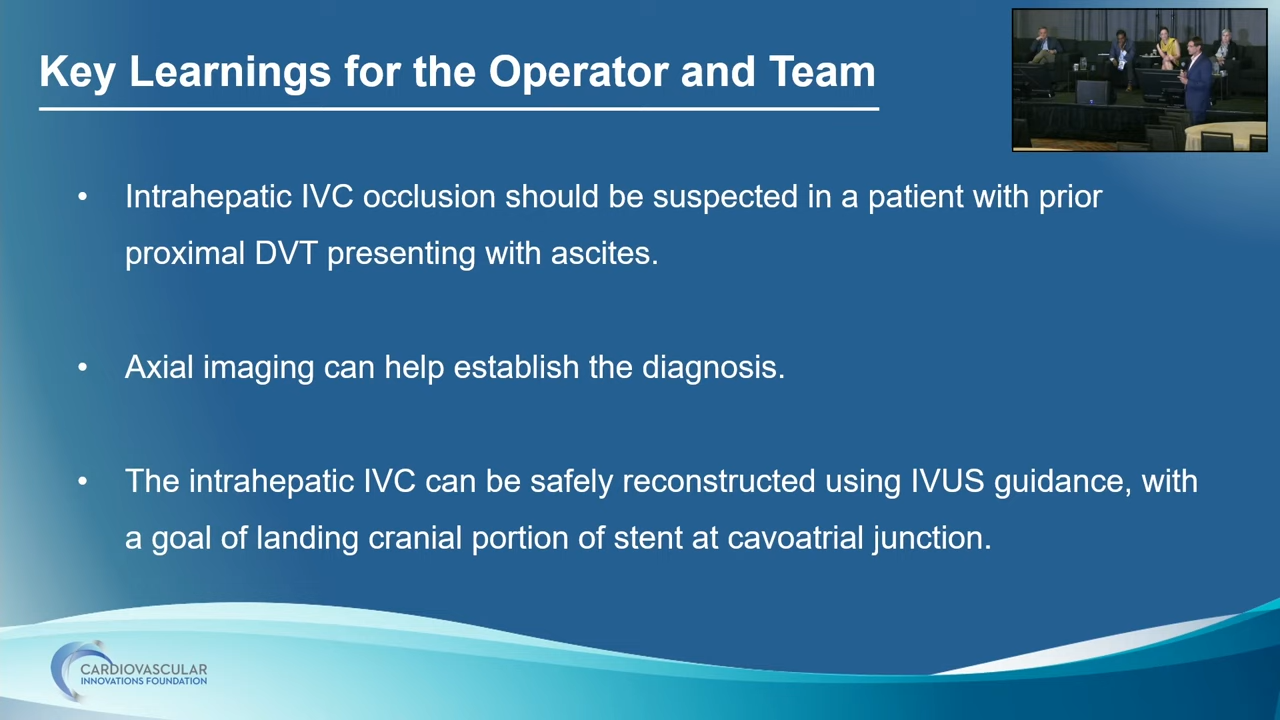 Key Learnings for the Operator and Team
• Intrahepatic IVC occlusion should be suspected in a patient with prior
proximal DVT presenting with ascites.
• Axial imaging can help establish the diagnosis.
• The intrahepatic IVC can be safely reconstructed using IVUS guidance, with
a goal of landing cranial portion of stent at cavoatrial junction.
CARDIOVASCULAR
INNOVATIONS FOUNDATION